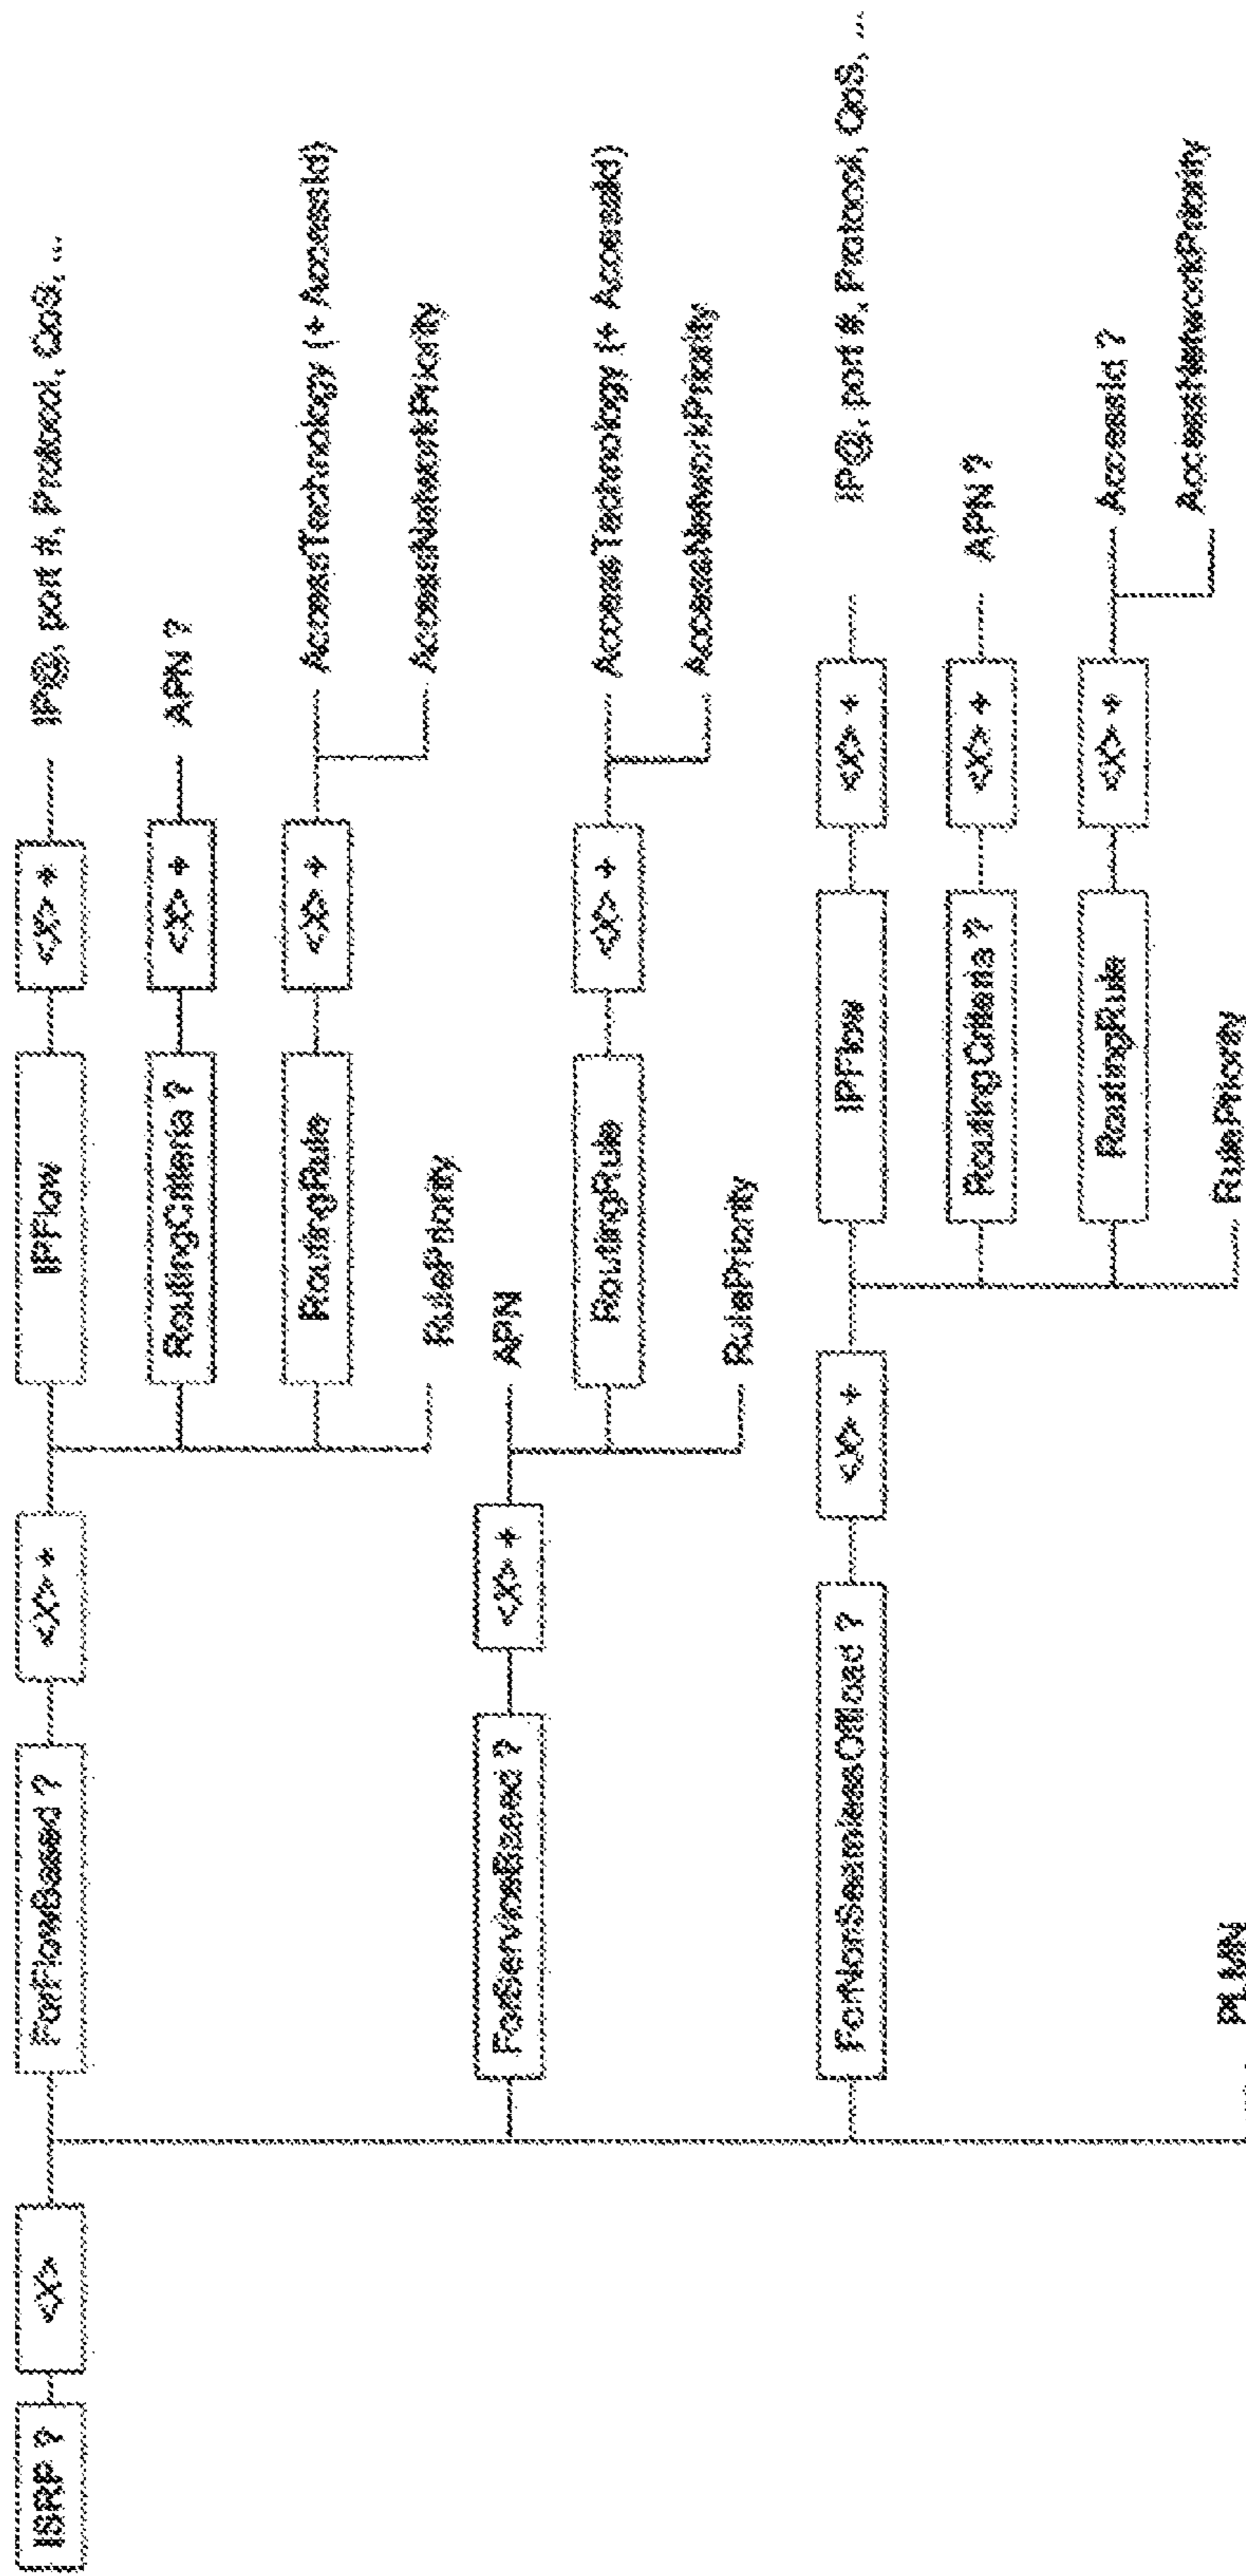 ISRP ?
<X>
ForFlowBased ?
<X> +
IPFlow
<X> +
IP@, port #, Protocol, QoS, ...
RoutingCriteria ?
<X> +
APN ?
RoutingRule
<X> +
AccessTechnology (+ AccessId)
AccessNetworkPriority
RulePriority
ForServiceBased ?
<X> +
APN
RoutingRule
<X> +
AccessTechnology (+ AccessId)
AccessNetworkPriority
RulePriority
ForNonSeamlessOffload ?
<X> +
IPFlow
<X> +
IP@, port #, Protocol, QoS, ...
RoutingCriteria ?
<X> +
APN ?
RoutingRule
<X> +
AccessId ?
AccessNetworkPriority
RulePriority
PLMN